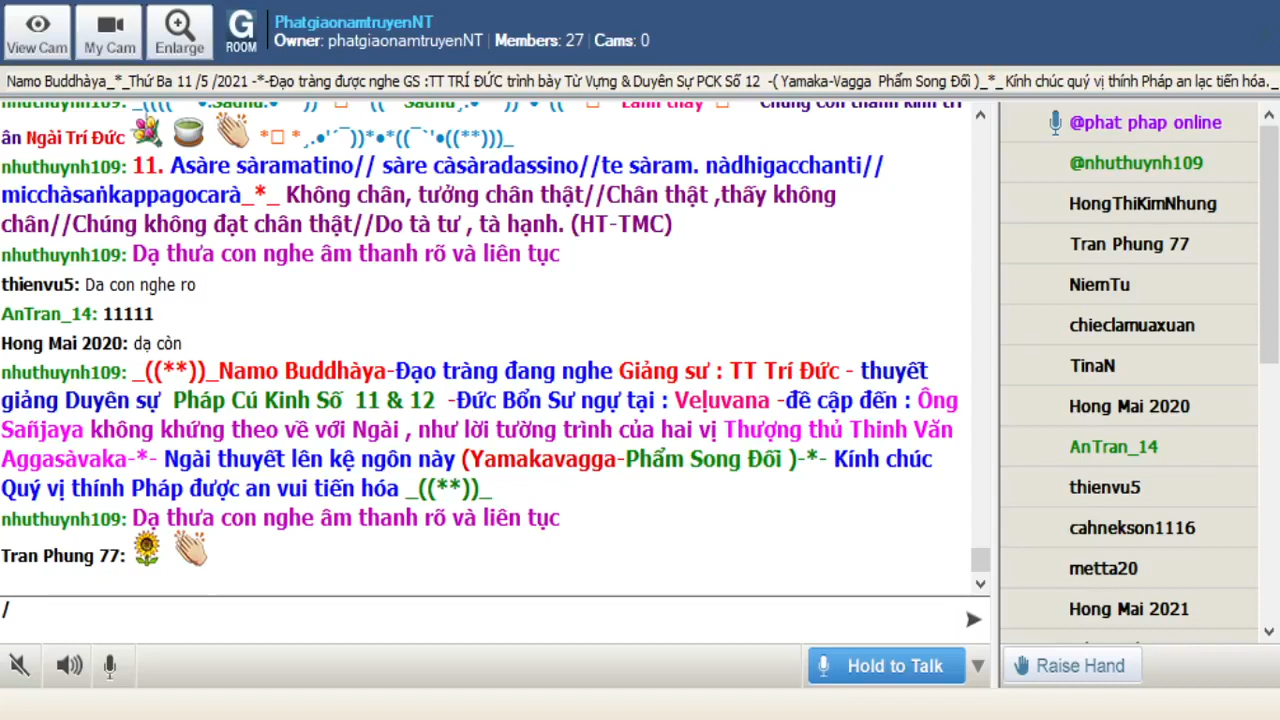 View Cam
My Cam
Enlarge
G
ROOM
PhatgiaonamtruyenNT
Owner: phatgiaonamtruyenNT | Members: 27 | Cams: 0
Namo Buddhàya_*_Thứ Ba 11 /5 /2021 -*-Đạo tràng được nghe GS :TT TRÍ ĐỨC trình bày Từ Vựng & Duyên Sự PCK Số 12 -( Yamaka-Vagga Phẩm Song Đối )_*_ Kính chúc quý vị thính Pháp an lạc tiến hóa._
ân Ngài Trí Đức
nhuthuynh109: 11. Asàre sàramatino// sàre càsàradassino//te sàram. nàdhigacchanti//
micchàsaṅkappagocarà_*_ Không chân, tưởng chân thật//Chân thật ,thấy không
chân//Chúng không đạt chân thật//Do tà tư , tà hạnh. (HT-TMC)
nhuthuynh109: Dạ thưa con nghe âm thanh rõ và liên tục
thienvu5: Da con nghe ro
AnTran_14: 11111
Hong Mai 2020: dạ còn
nhuthuynh109: _((**))_Namo Buddhàya-Đạo tràng đang nghe Giảng sư : TT Trí Đức - thuyết
giảng Duyên sự Pháp Cú Kinh Số 11 & 12 -Đức Bổn Sư ngự tại : Veḷuvana -đề cập đến : Ông
Sañjaya không khứng theo về với Ngài , như lời tường trình của hai vị Thượng thủ Thinh Văn
Aggasàvaka-*- Ngài thuyết lên kệ ngôn này (Yamakavagga-Phẩm Song Đối )-*- Kính chúc
Quý vị thính Pháp được an vui tiến hóa _((**))_
nhuthuynh109: Dạ thưa con nghe âm thanh rõ và liên tục
Tran Phung 77:
/
Hold to Talk
@phat phap online
@nhuthuynh109
HongThiKimNhung
Tran Phung 77
NiemTu
chieclamuaxuan
TinaN
Hong Mai 2020
AnTran_14
thienvu5
cahnekson1116
metta20
Hong Mai 2021
Raise Hand